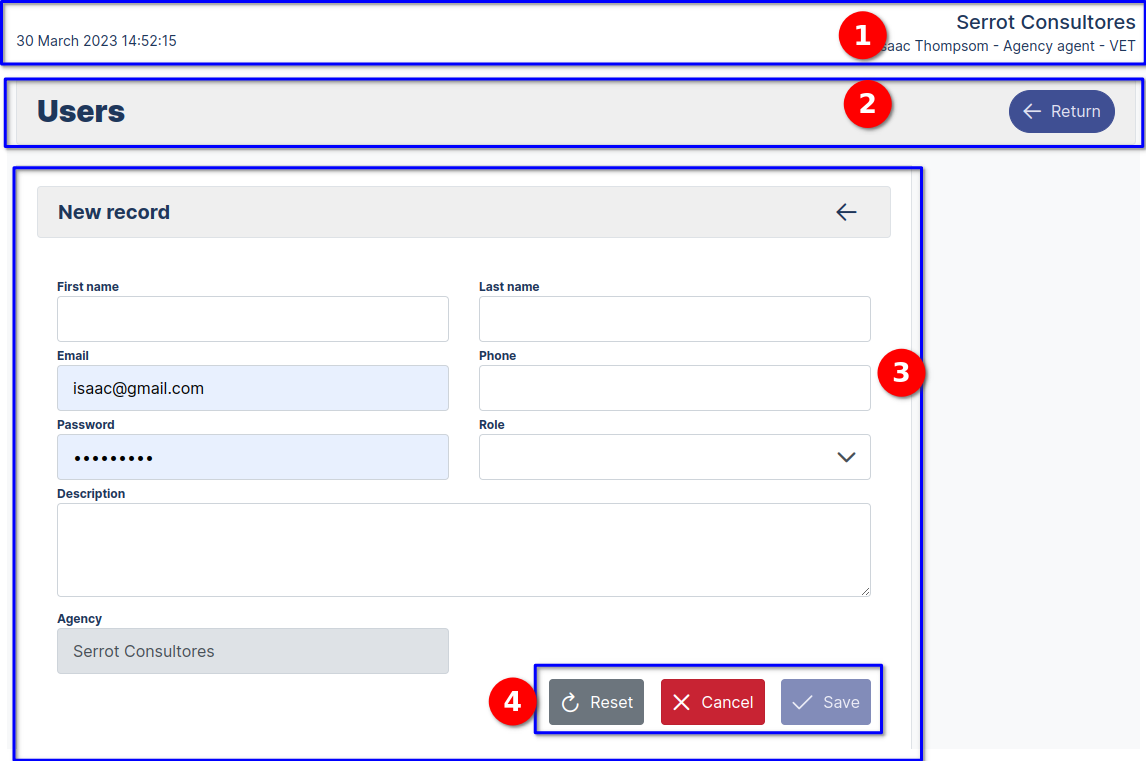 Serrot Consultores
30 March 2023 14:52:15
1
Thompsom - Agency agent - VET
Users
2
Return
New record
First name
Last name
Email
Phone
isaac@gmail.com
3
Password
Role
•••••••••
Description
Agency
Serrot Consultores
4
Reset
Cancel
Save